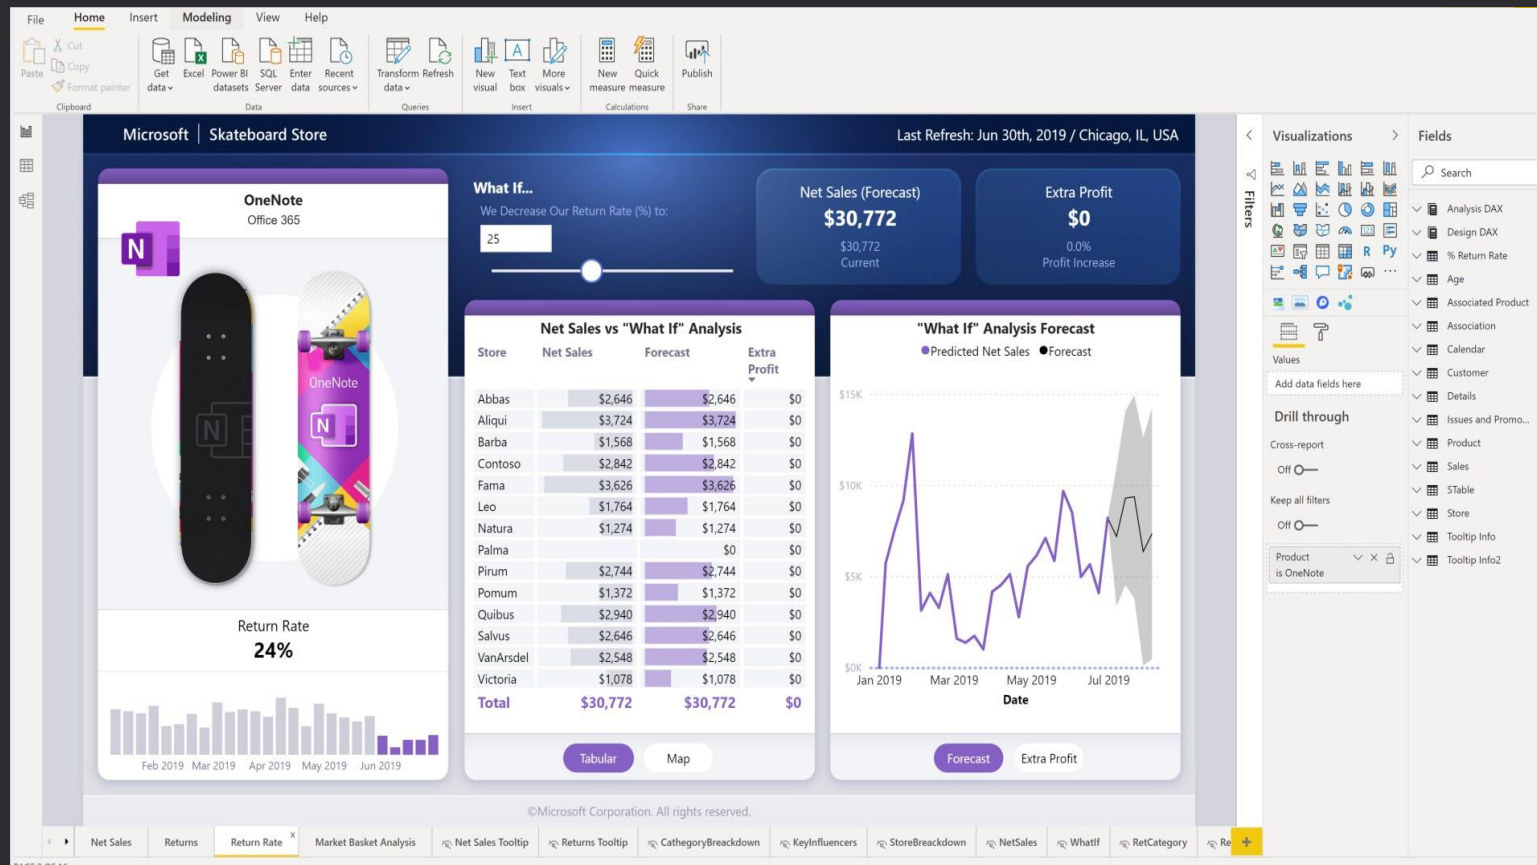 File Home Insert Modeling View Help
Paste
Cut
Copy
Format painter
Get data
Excel
Power BI datasets
SQL Server
Enter data
Recent sources
Transform data
Refresh
New visual
Text box
More visuals
New measure
Quick measure
Publish
Clipboard Data Queries Insert Calculations Share
Microsoft | Skateboard Store
Last Refresh: Jun 30th, 2019 / Chicago, IL, USA
OneNote
Office 365
N
OneNote
N
N
Return Rate
24%
Feb 2019 Mar 2019 Apr 2019 May 2019 Jun 2019
What If...
We Decrease Our Return Rate (%) to:
25
Net Sales (Forecast)
$30,772
$30,772
Current
Extra Profit
$0
0.0%
Profit Increase
Net Sales vs "What If" Analysis
Store Net Sales Forecast Extra
Profit
Abbas $2,646 $2,646 $0
Aliqui $3,724 $3,724 $0
Barba $1,568 $1,568 $0
Contoso $2,842 $2,842 $0
Fama $3,626 $3,626 $0
Leo $1,764 $1,764 $0
Natura $1,274 $1,274 $0
Palma $0 $0
Pirum $2,744 $2,744 $0
Pomum $1,372 $1,372 $0
Quibus $2,940 $2,940 $0
Salvus $2,646 $2,646 $0
VanArsdel $2,548 $2,548 $0
Victoria $1,078 $1,078 $0
Total $30,772 $30,772 $0
Tabular Map
"What If" Analysis Forecast
Predicted Net Sales Forecast
$15K
$10K
$5K
$0K
Jan 2019 Mar 2019 May 2019 Jul 2019
Date
Forecast Extra Profit
©Microsoft Corporation. All rights reserved.
Filters
Visualizations
R Py
Values
Add data fields here
Drill through
Cross-report
Off
Keep all filters
Off
Product
is OneNote
Fields
Search
Analysis DAX
Design DAX
% Return Rate
Age
Associated Product
Association
Calendar
Customer
Details
Issues and Promo...
Product
Sales
STable
Store
Tooltip Info
Tooltip Info2
Net Sales Returns Return Rate x Market Basket Analysis Net Sales Tooltip Returns Tooltip CathegoryBreakdown KeyInfluencers StoreBreakdown NetSales WhatIf RetCategory Re +